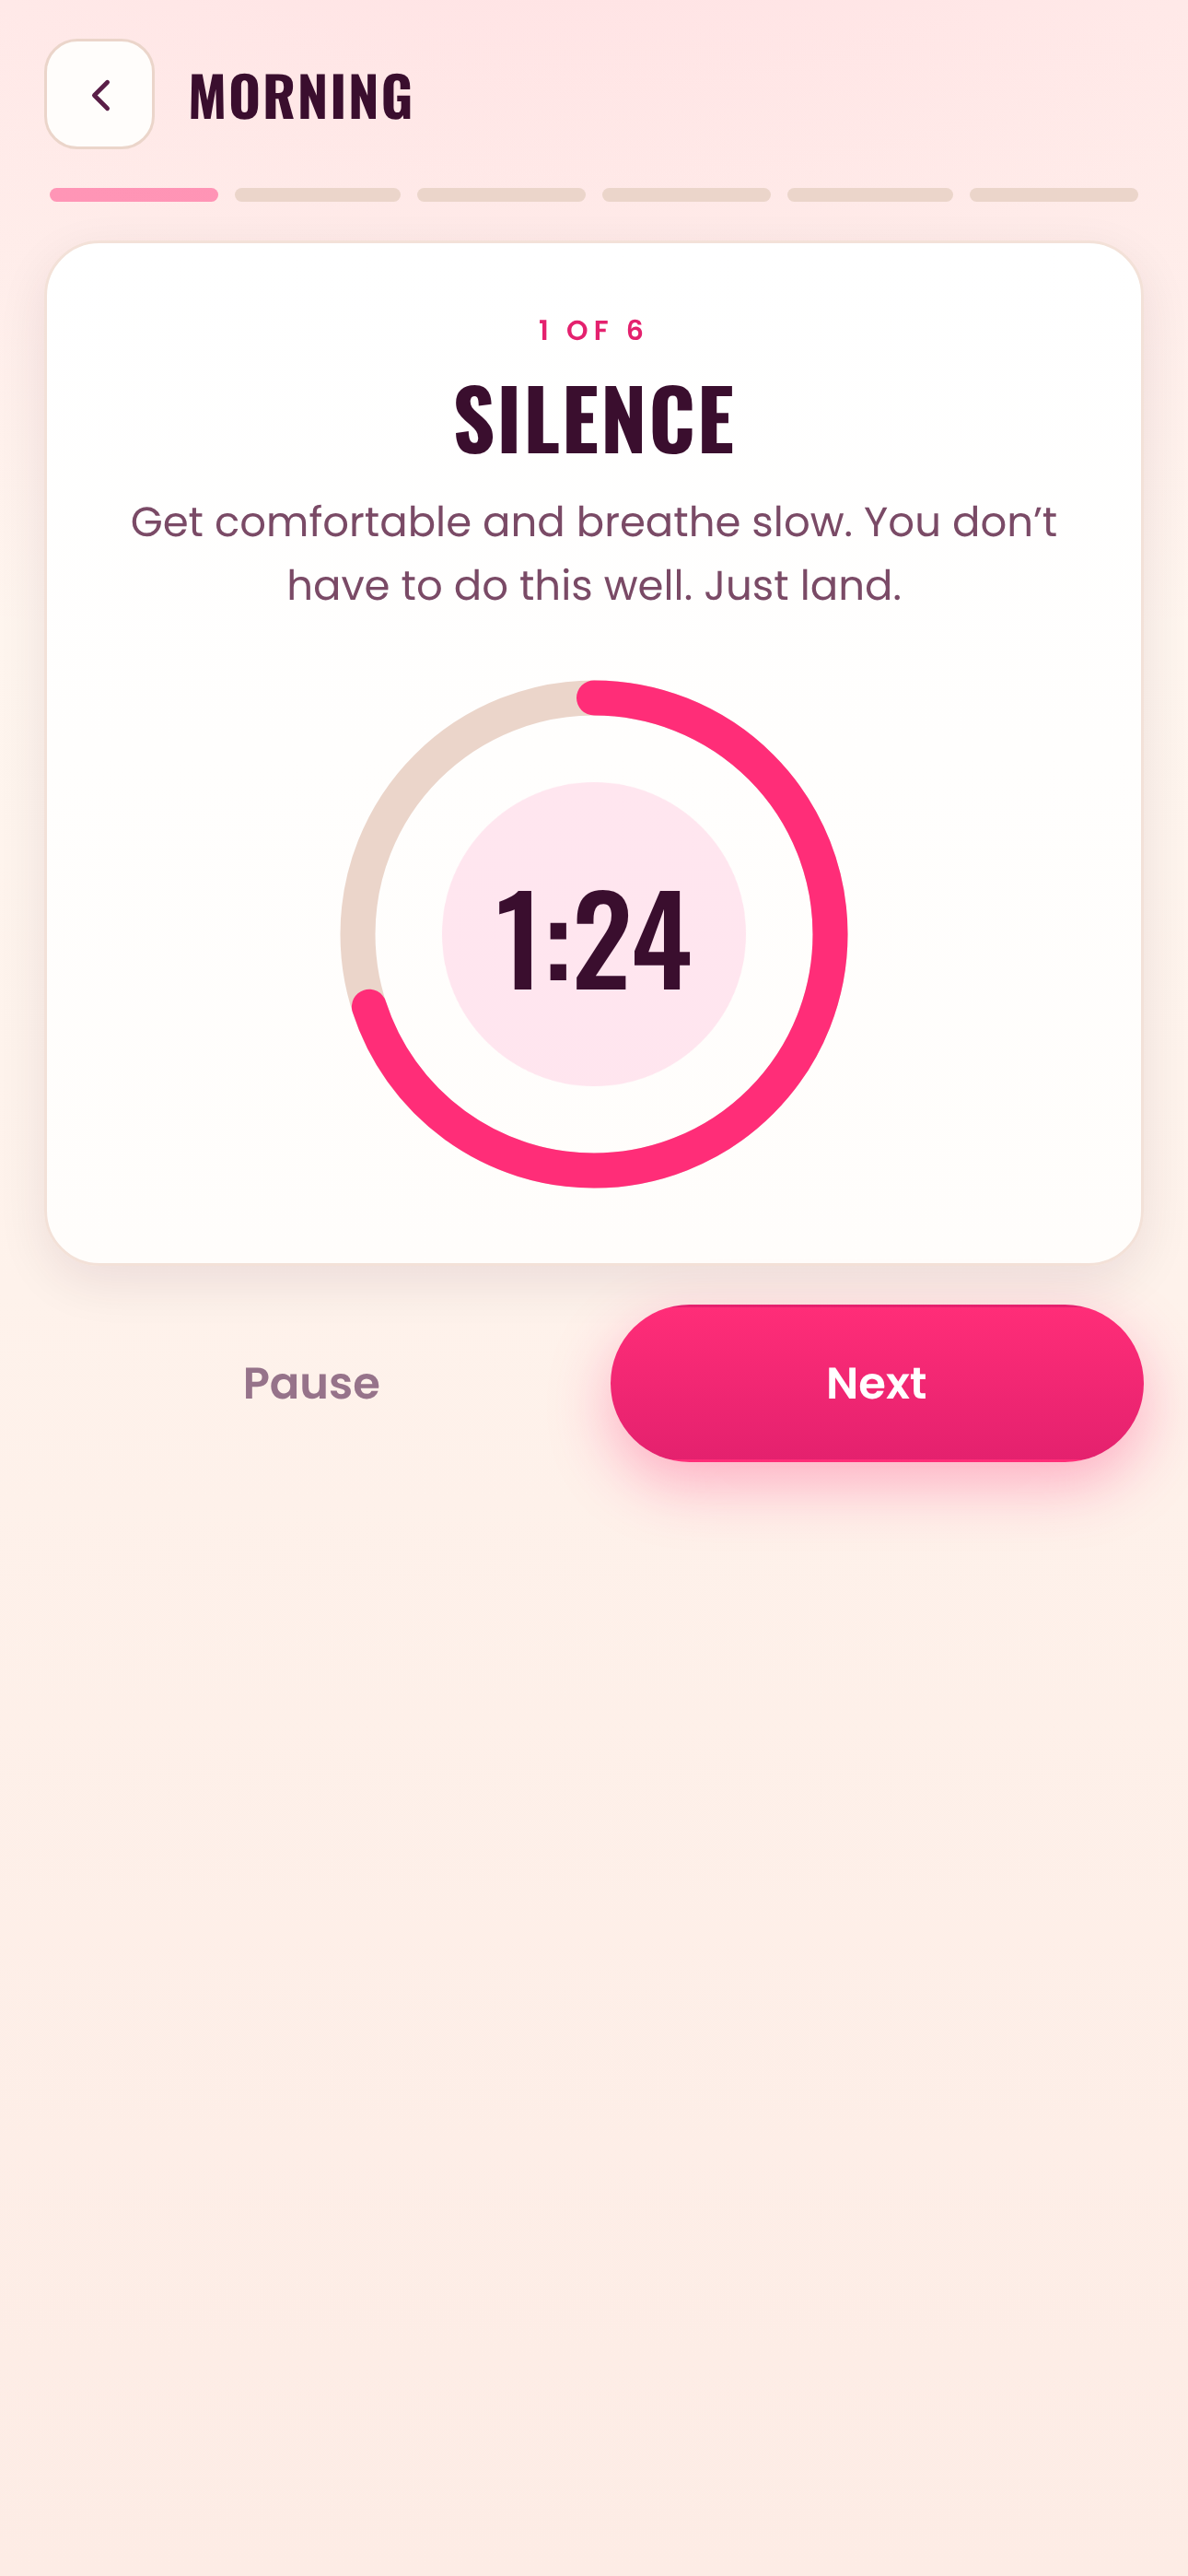 MORNING
1 OF 6
SILENCE
Get comfortable and breathe slow. You don’t
have to do this well. Just land.
1:24
Pause
Next